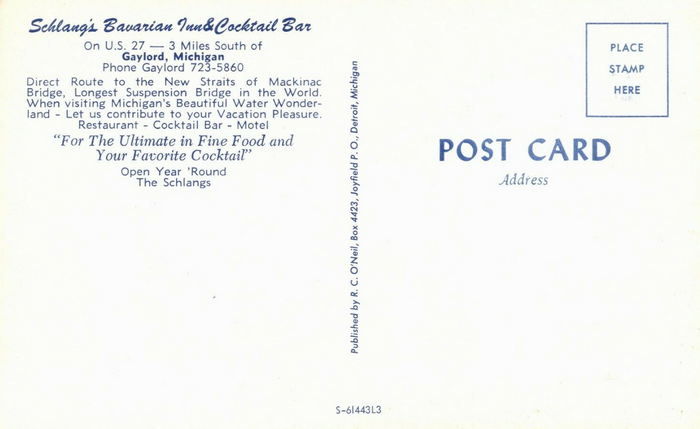 Schlang's Bavarian Inn & Cocktail Bar
On U.S. 27 — 3 Miles South of
Gaylord, Michigan
Phone Gaylord 723-5860
Direct Route to the New Straits of Mackinac
Bridge, Longest Suspension Bridge in the World.
When visiting Michigan's Beautiful Water Wonder-
land - Let us contribute to your Vacation Pleasure.
Restaurant - Cocktail Bar - Motel
"For The Ultimate in Fine Food and
Your Favorite Cocktail"
Open Year 'Round
The Schlangs
Published by R. C. O'Neil, Box 4423, Joyfield P. O., Detroit, Michigan
PLACE
STAMP
HERE
POST CARD
Address
S-61443L3